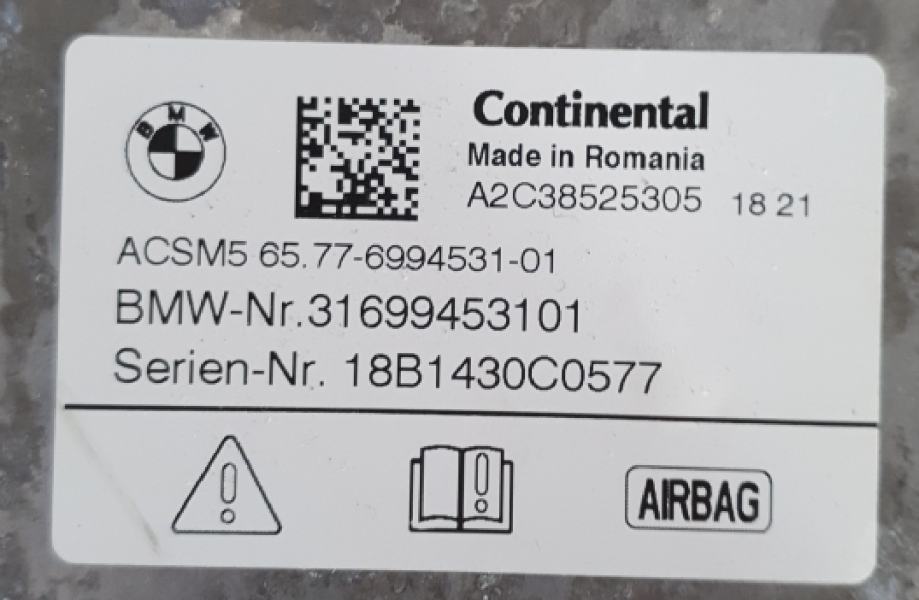 BMW
Continental
Made in Romania
A2C38525305 18 21
ACSM5 65.77-6994531-01
BMW-Nr.31699453101
Serien-Nr. 18B1430C0577
AIRBAG